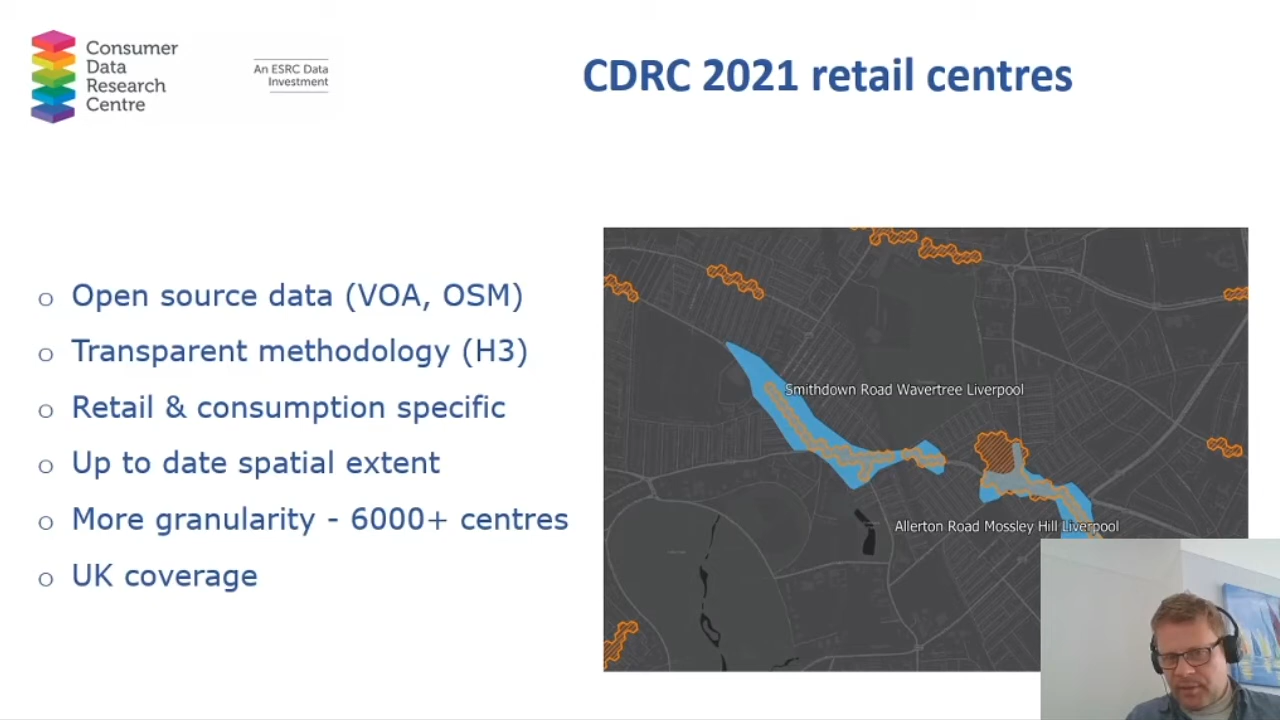 Consumer
Data
Research
Centre
An ESRC Data
Investment
CDRC 2021 retail centres
o Open source data (VOA, OSM)
o Transparent methodology (H3)
o Retail & consumption specific
o Up to date spatial extent
o More granularity - 6000+ centres
o UK coverage
Smithdown Road Wavertree Liverpool
Allerton Road Mossley Hill Liverpool